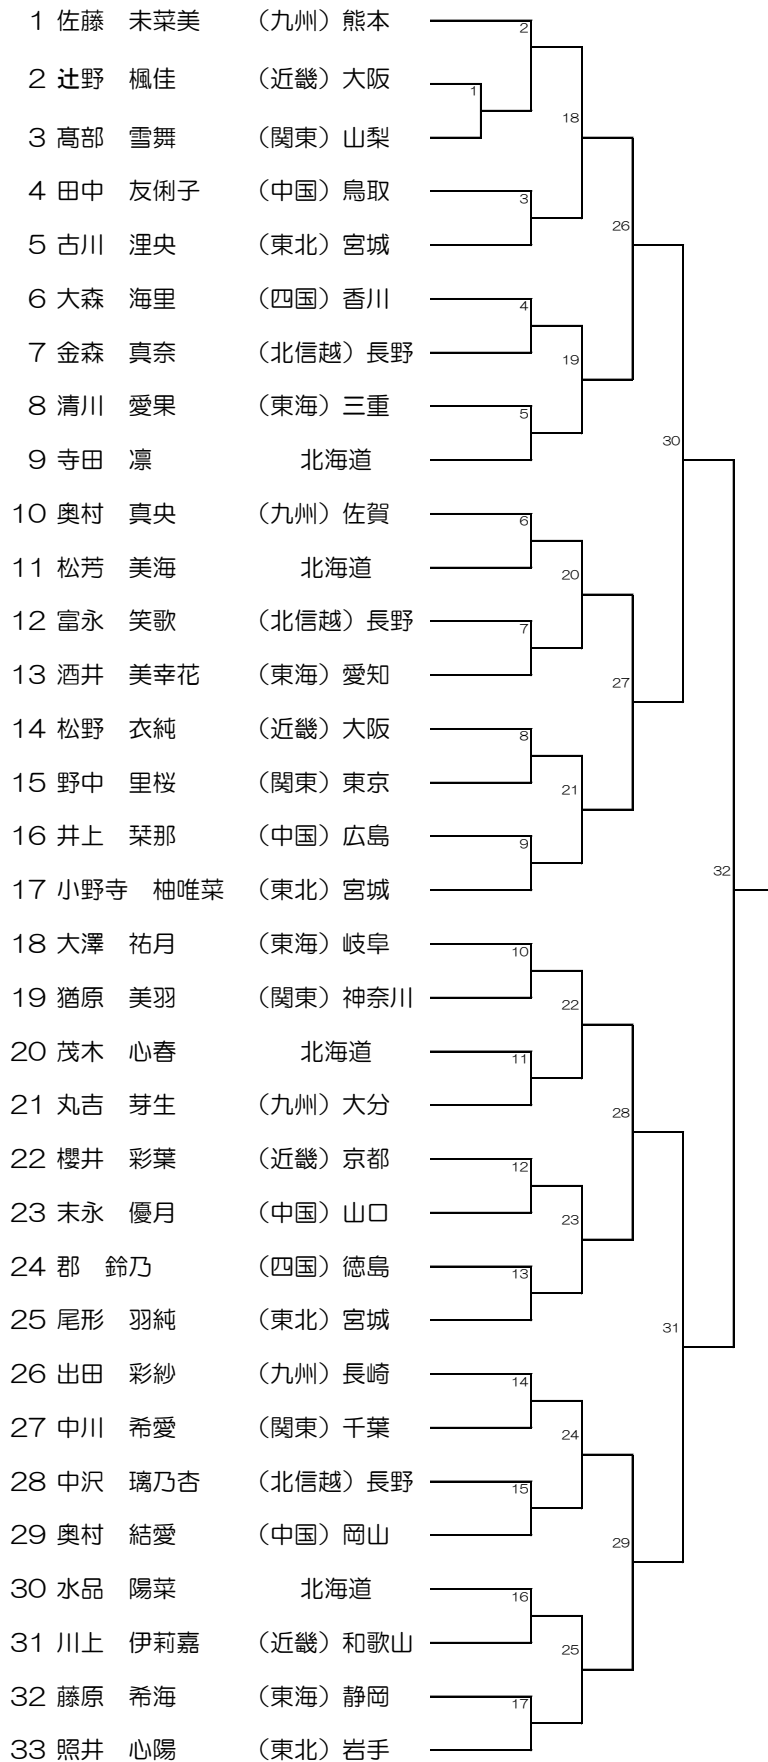 1 佐藤　未菜美 （九州）熊本
2
2 辻野　楓佳 （近畿）大阪
1
18
3 髙部　雪舞 （関東）山梨
4 田中　友俐子 （中国）鳥取
3
26
5 古川　浬央 （東北）宮城
6 大森　海里 （四国）香川
4
7 金森　真奈 （北信越）長野
19
8 清川　愛果 （東海）三重
5
30
9 寺田　凛 北海道
10 奥村　真央 （九州）佐賀
6
11 松芳　美海 北海道
20
12 富永　笑歌 （北信越）長野
7
13 酒井　美幸花 （東海）愛知
27
14 松野　衣純 （近畿）大阪
8
15 野中　里桜 （関東）東京
21
16 井上　栞那 （中国）広島
9
32
17 小野寺　柚唯菜 （東北）宮城
18 大澤　祐月 （東海）岐阜
10
19 猶原　美羽 （関東）神奈川
22
20 茂木　心春 北海道
11
21 丸吉　芽生 （九州）大分
28
22 櫻井　彩葉 （近畿）京都
12
23 末永　優月 （中国）山口
23
24 郡　鈴乃 （四国）徳島
13
25 尾形　羽純 （東北）宮城
31
26 出田　彩紗 （九州）長崎
14
27 中川　希愛 （関東）千葉
24
28 中沢　璃乃杏 （北信越）長野
15
29 奥村　結愛 （中国）岡山
29
30 水品　陽菜 北海道
16
31 川上　伊莉嘉 （近畿）和歌山
25
32 藤原　希海 （東海）静岡
17
33 照井　心陽 （東北）岩手